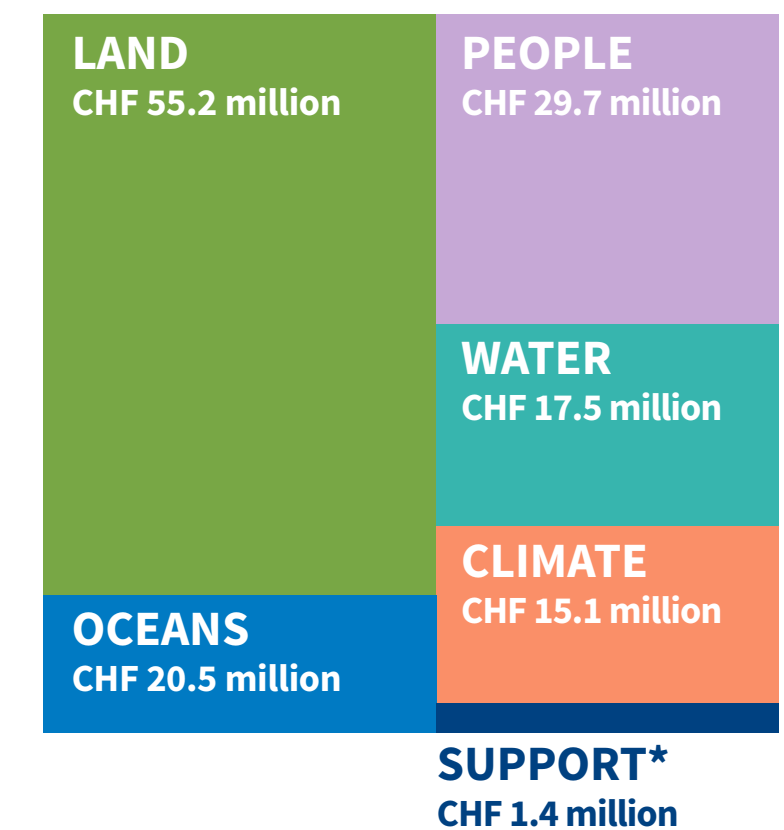 LAND
CHF 55.2 million
PEOPLE
CHF 29.7 million
WATER
CHF 17.5 million
CLIMATE
CHF 15.1 million
OCEANS
CHF 20.5 million
SUPPORT*
CHF 1.4 million